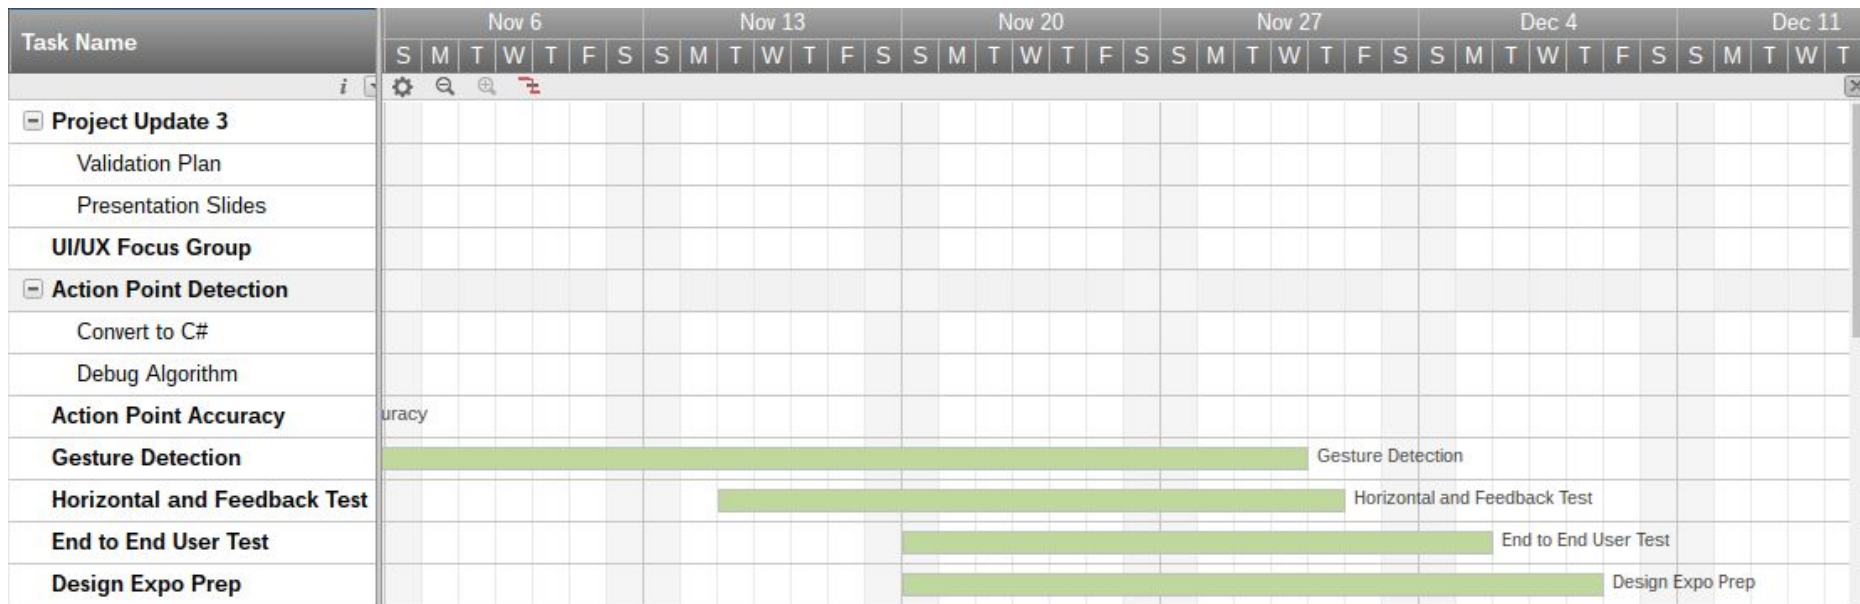 Task Name
Nov 6 Nov 13 Nov 20 Nov 27 Dec 4 Dec 11
S M T W T F S S M T W T F S S M T W T F S S M T W T F S S M T W T F S S M T W T
i
Project Update 3
Validation Plan
Presentation Slides
UI/UX Focus Group
Action Point Detection
Convert to C#
Debug Algorithm
Action Point Accuracy uracy
Gesture Detection Gesture Detection
Horizontal and Feedback Test Horizontal and Feedback Test
End to End User Test End to End User Test
Design Expo Prep Design Expo Prep